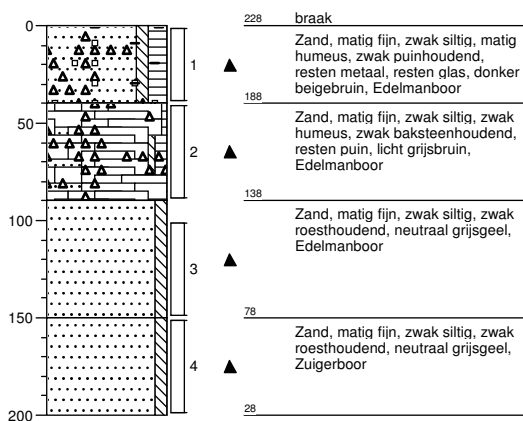 0
50
100
150
200
1
2
3
4
228 braak
Zand, matig fijn, zwak siltig, matig
humeus, zwak puinhoudend,
resten metaal, resten glas, donker
beigebruin, Edelmanboor
188
Zand, matig fijn, zwak siltig, zwak
humeus, zwak baksteenhoudend,
resten puin, licht grijsbruin,
Edelmanboor
138
Zand, matig fijn, zwak siltig, zwak
roesthoudend, neutraal grijsgeel,
Edelmanboor
78
Zand, matig fijn, zwak siltig, zwak
roesthoudend, neutraal grijsgeel,
Zuigerboor
28